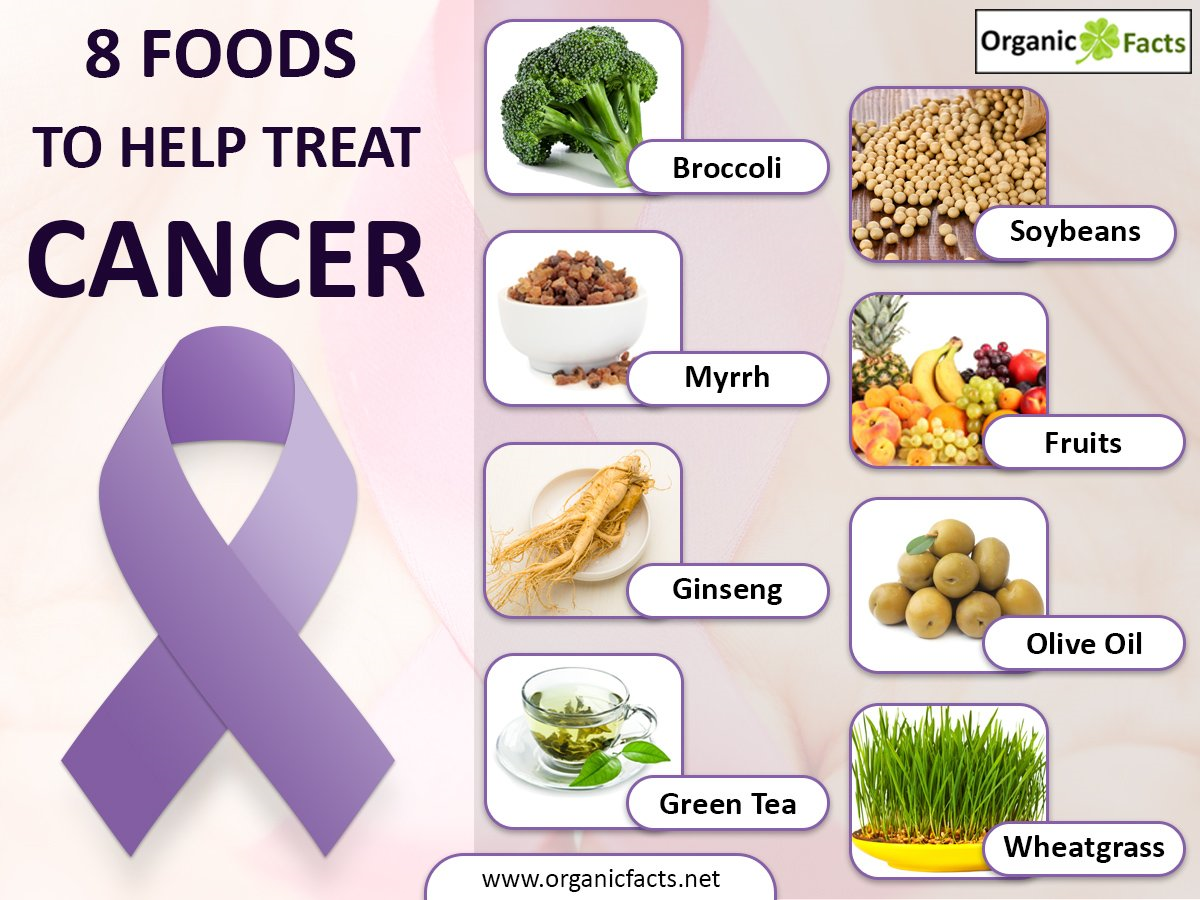 8 FOODS
TO HELP TREAT
CANCER
Organic Facts
Broccoli
Soybeans
Myrrh
Fruits
Ginseng
Olive Oil
Green Tea
Wheatgrass
www.organicfacts.net